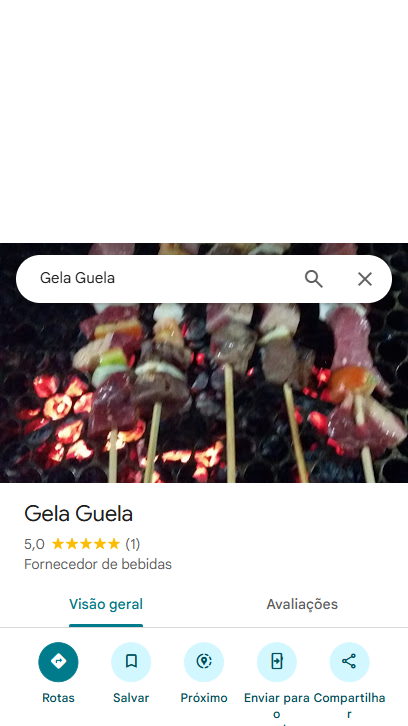 Gela Guela
Gela Guela
5,0 (1)
Fornecedor de bebidas
Visão geral
Avaliações
Rotas
Salvar
Próximo
Enviar para o
Compartilhar